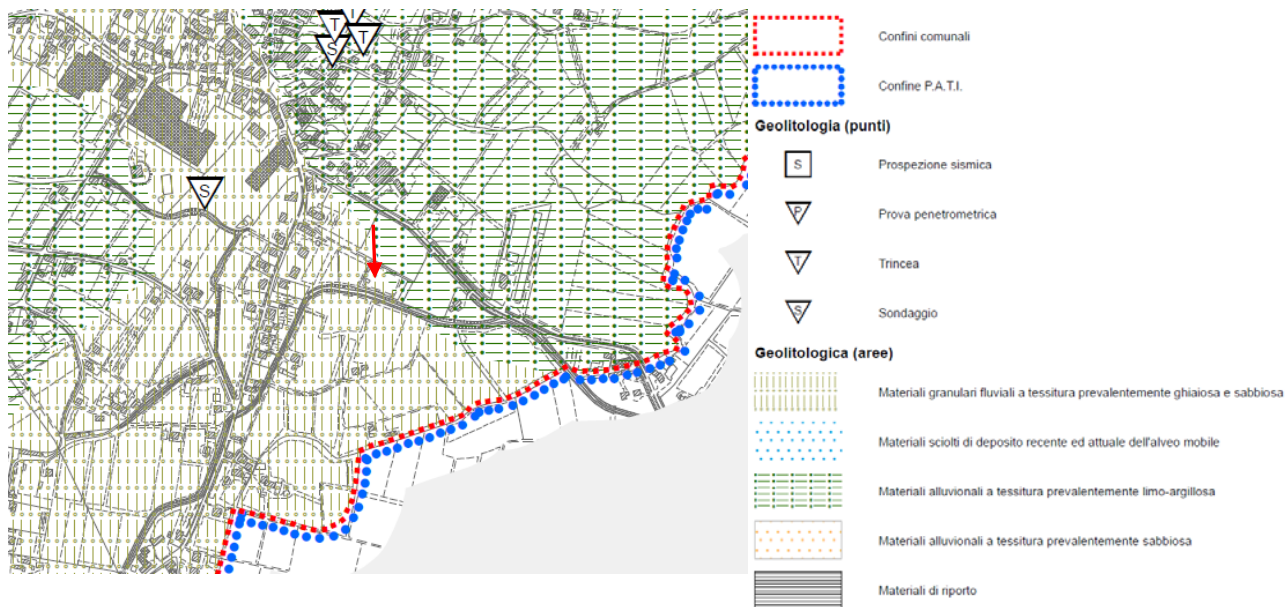 T
S
T
S
Confini comunali
Confine P.A.T.I.
Geolitologia (punti)
S
Prospezione sismica
P
Prova penetrometrica
T
Trincea
S
Sondaggio
Geolitologica (aree)
Materiali granulari fluviali a tessitura prevalentemente ghiaiosa e sabbiosa
Materiali sciolti di deposito recente ed attuale dell'alveo mobile
Materiali alluvionali a tessitura prevalentemente limo-argillosa
Materiali alluvionali a tessitura prevalentemente sabbiosa
Materiali di riporto